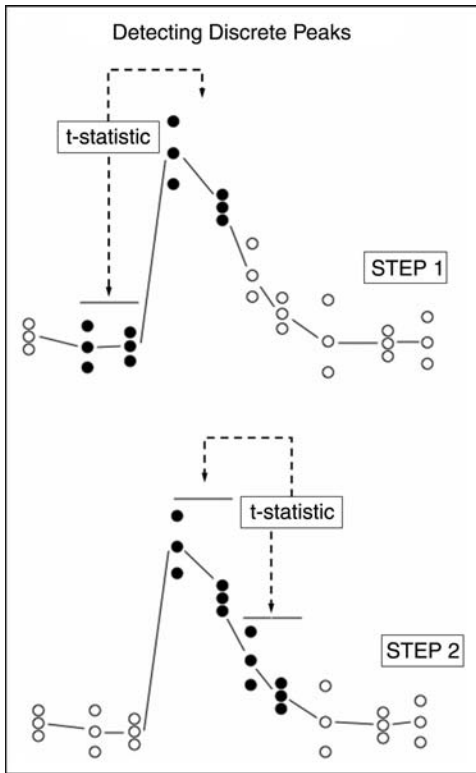 Detecting Discrete Peaks
t-statistic
STEP 1
t-statistic
STEP 2